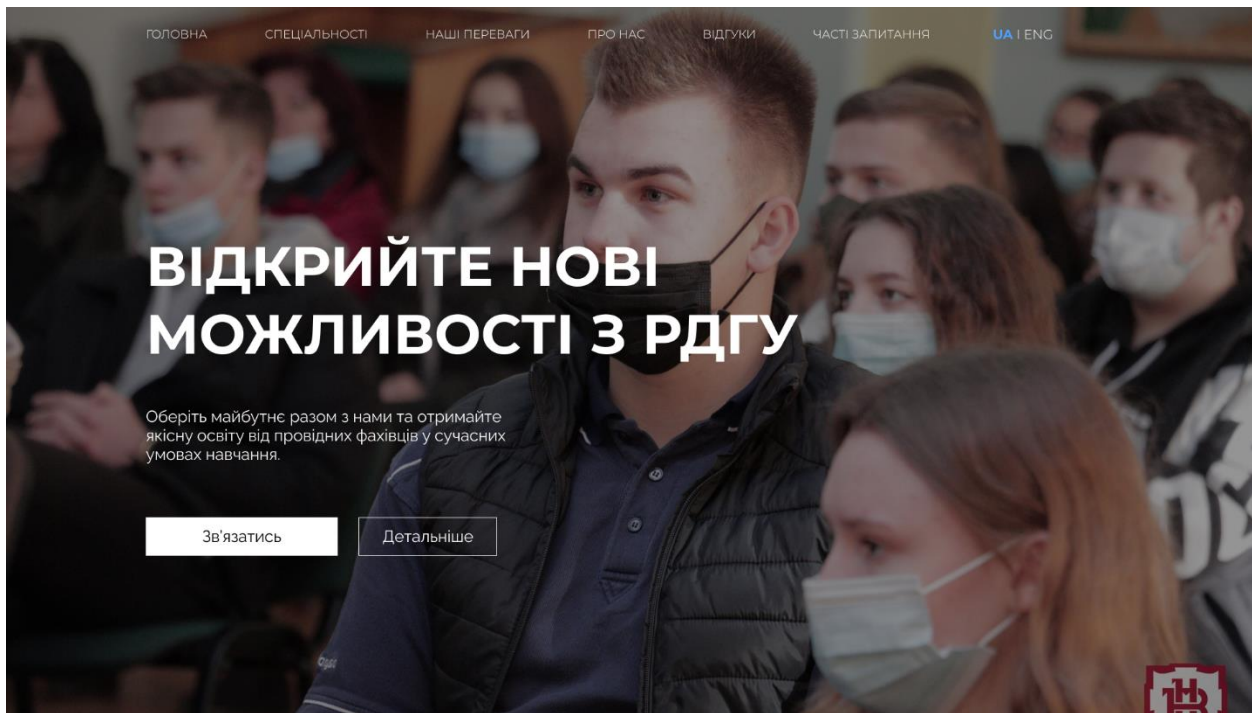 ГОЛОВНА СПЕЦІАЛЬНОСТІ НАШІ ПЕРЕВАГИ ПРО НАС ВІДГУКИ ЧАСТІ ЗАПИТАННЯ UA | ENG
ВІДКРИЙТЕ НОВІ
МОЖЛИВОСТІ З РДГУ
Оберіть майбутнє разом з нами та отримайте
якісну освіту від провідних фахівців у сучасних
умовах навчання.
Зв'язатись Детальніше